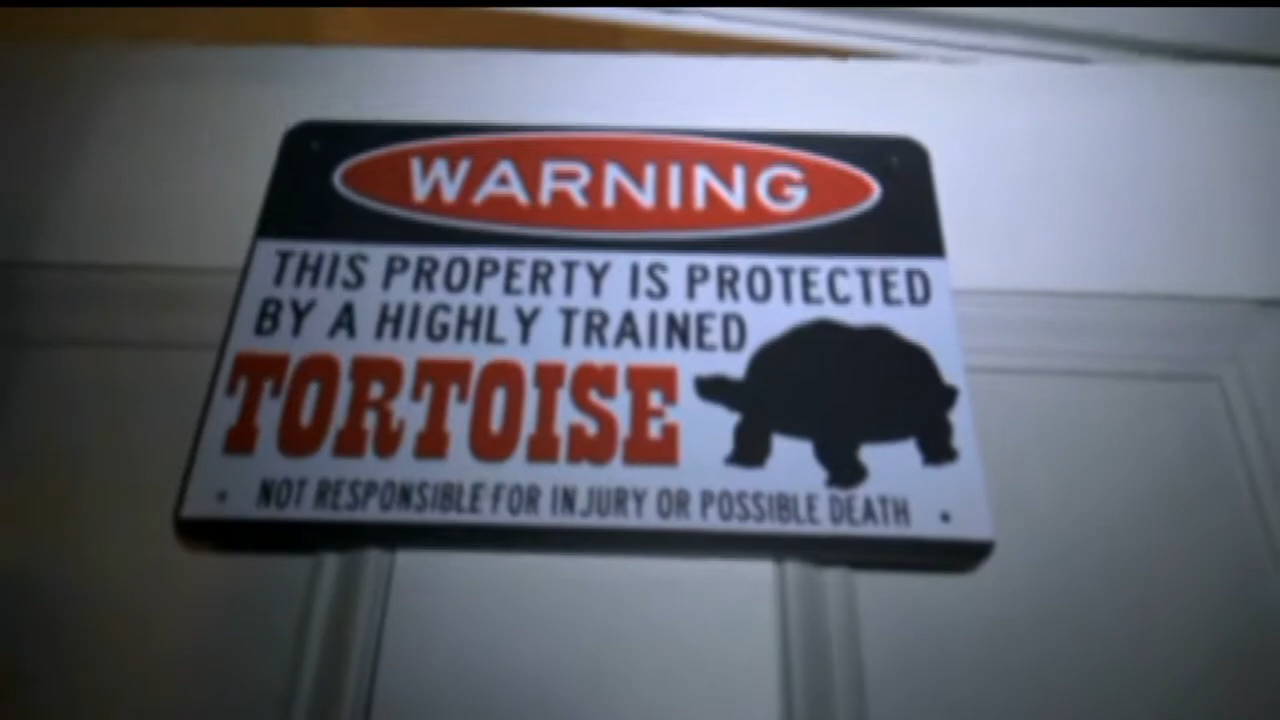 WARNING
THIS PROPERTY IS PROTECTED
BY A HIGHLY TRAINED
TORTOISE
• NOT RESPONSIBLE FOR INJURY OR POSSIBLE DEATH •